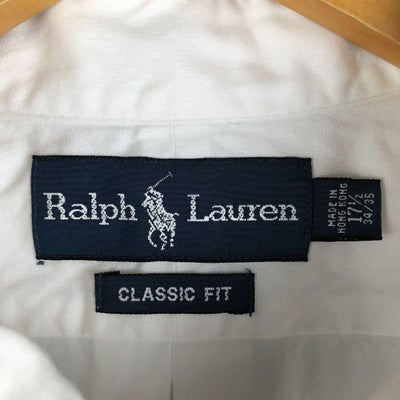 Ralph Lauren
MADE IN
HONG KONG
17½
34/35
CLASSIC FIT